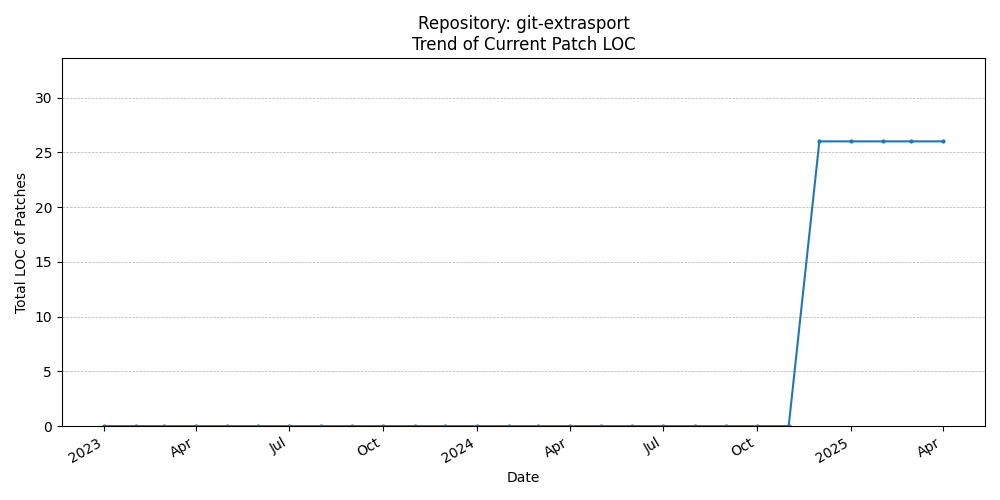 Repository: git-extrasport
Trend of Current Patch LOC
Total LOC of Patches
30
25
20
15
10
5
0
2023
Apr
Jul
Oct
2024
Apr
Jul
Oct
2025
Apr
Date